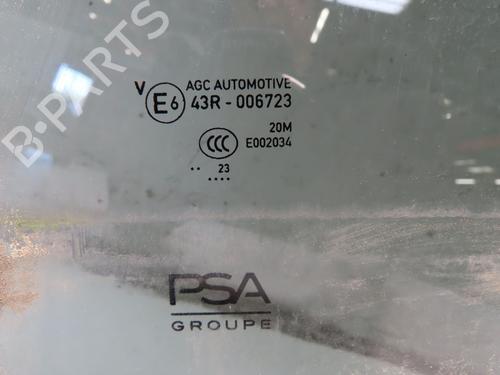 B-PARTS
V E6 AGC AUTOMOTIVE
43R - 006723
CCC 20M
E002034
.. 23
....
PSA
GROUPE